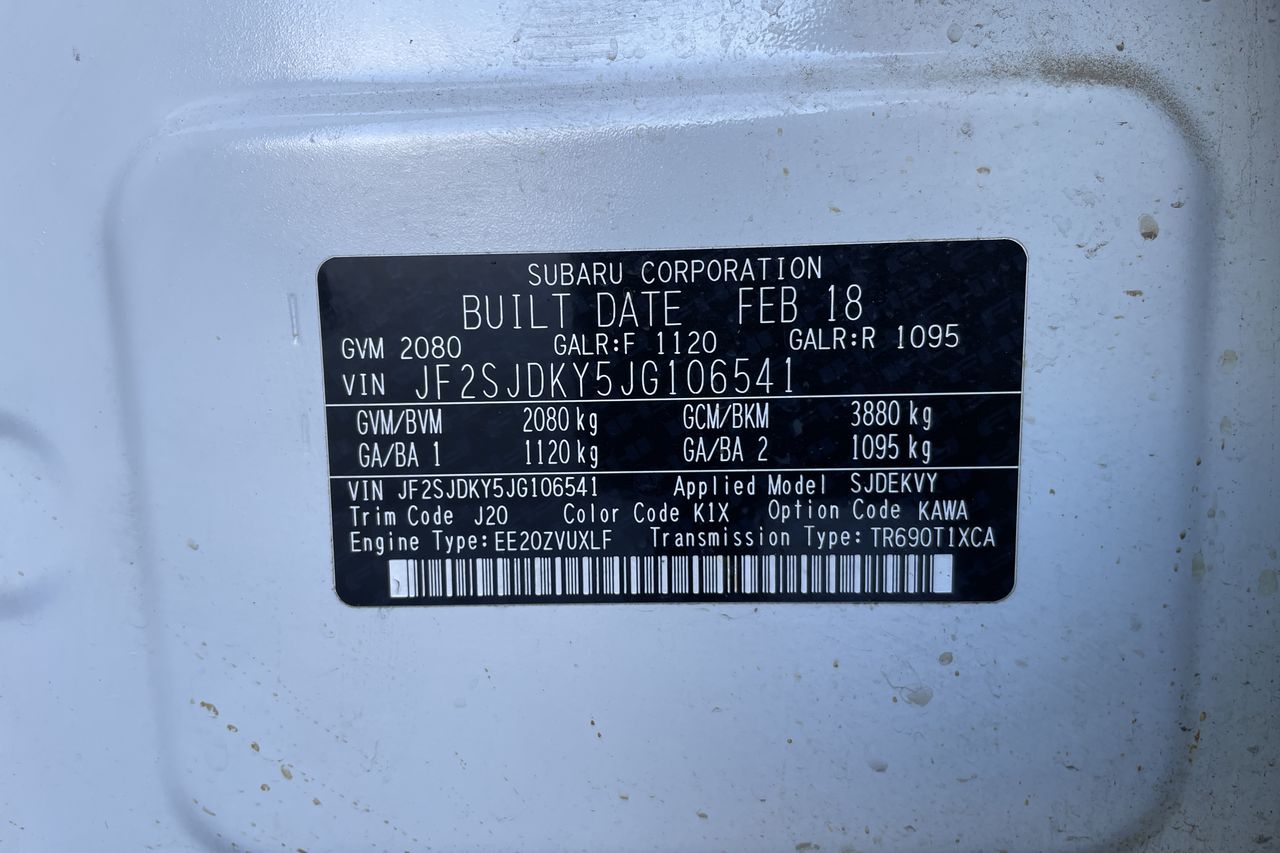 SUBARU CORPORATION
BUILT DATE FEB 18
GVM 2080 GALR:F 1120 GALR:R 1095
VIN JF2SJDKY5JG106541
GVM/BVM 2080 kg GCM/BKM 3880 kg
GA/BA 1 1120 kg GA/BA 2 1095 kg
VIN JF2SJDKY5JG106541 Applied Model SJDEKVY
Trim Code J20 Color Code K1X Option Code KAWA
Engine Type:EE20ZVUXLF Transmission Type:TR690T1XCA